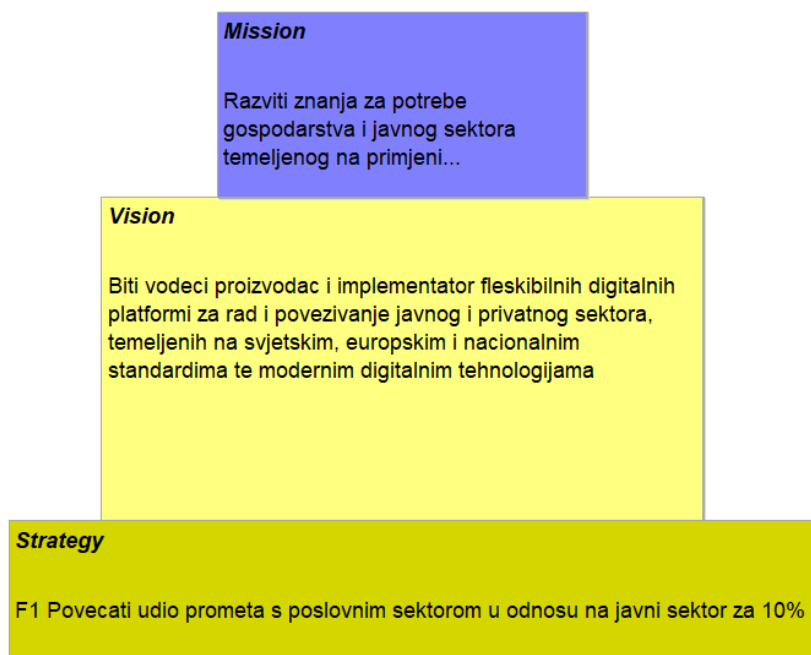 Mission
Razviti znanja za potrebe
gospodarstva i javnog sektora
temeljenog na primjeni...
Vision
Biti vodeci proizvodac i implementator fleskibilnih digitalnih
platformi za rad i povezivanje javnog i privatnog sektora,
temeljenih na svjetskim, europskim i nacionalnim
standardima te modernim digitalnim tehnologijama
Strategy
F1 Povecati udio prometa s poslovnim sektorom u odnosu na javni sektor za 10%